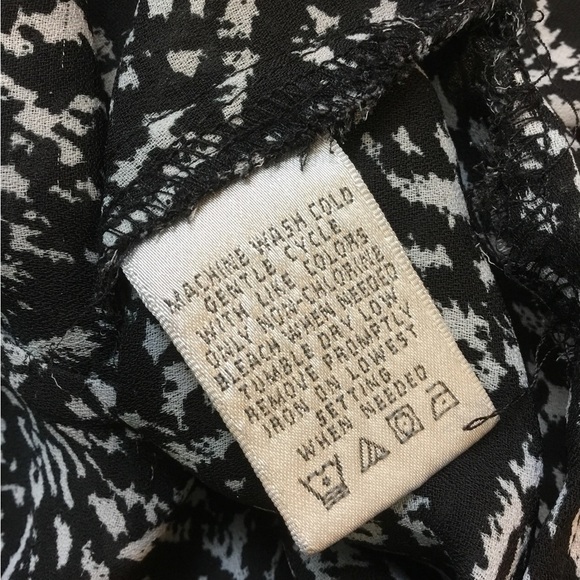 MACHINE WASH COLD
GENTLE CYCLE
WITH LIKE COLORS
ONLY NON-CHLORINE
BLEACH WHEN NEEDED
TUMBLE DRY LOW
REMOVE PROMPTLY
IRON ON LOWEST
SETTING
WHEN NEEDED